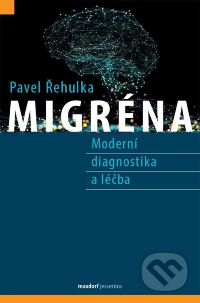 Pavel Řehulka
MIGRÉNA
Moderní
diagnostika
a léčba
maxdorf jessenius